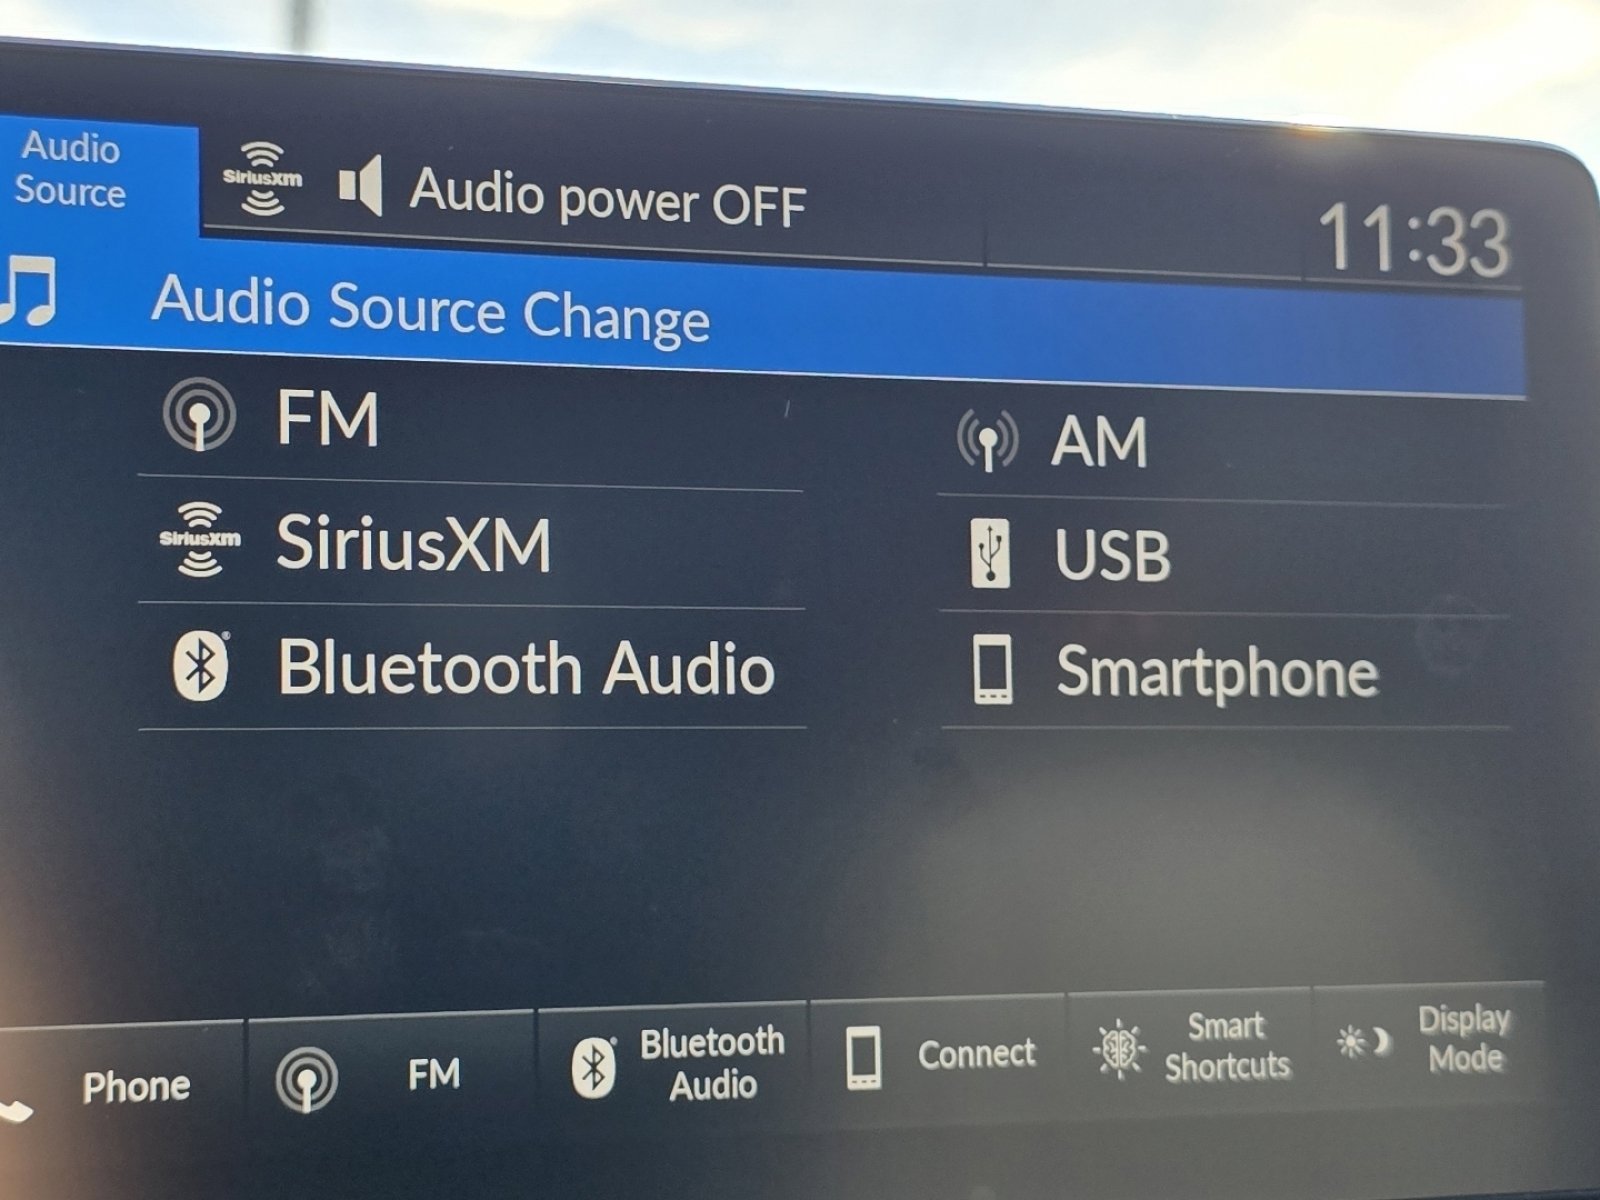 Audio
Source
SiriusXm
Audio power OFF
11:33
Audio Source Change
FM
AM
SiriusXm
SiriusXM
USB
Bluetooth Audio
Smartphone
Phone
FM
Bluetooth
Audio
Connect
Smart
Shortcuts
Display
Mode